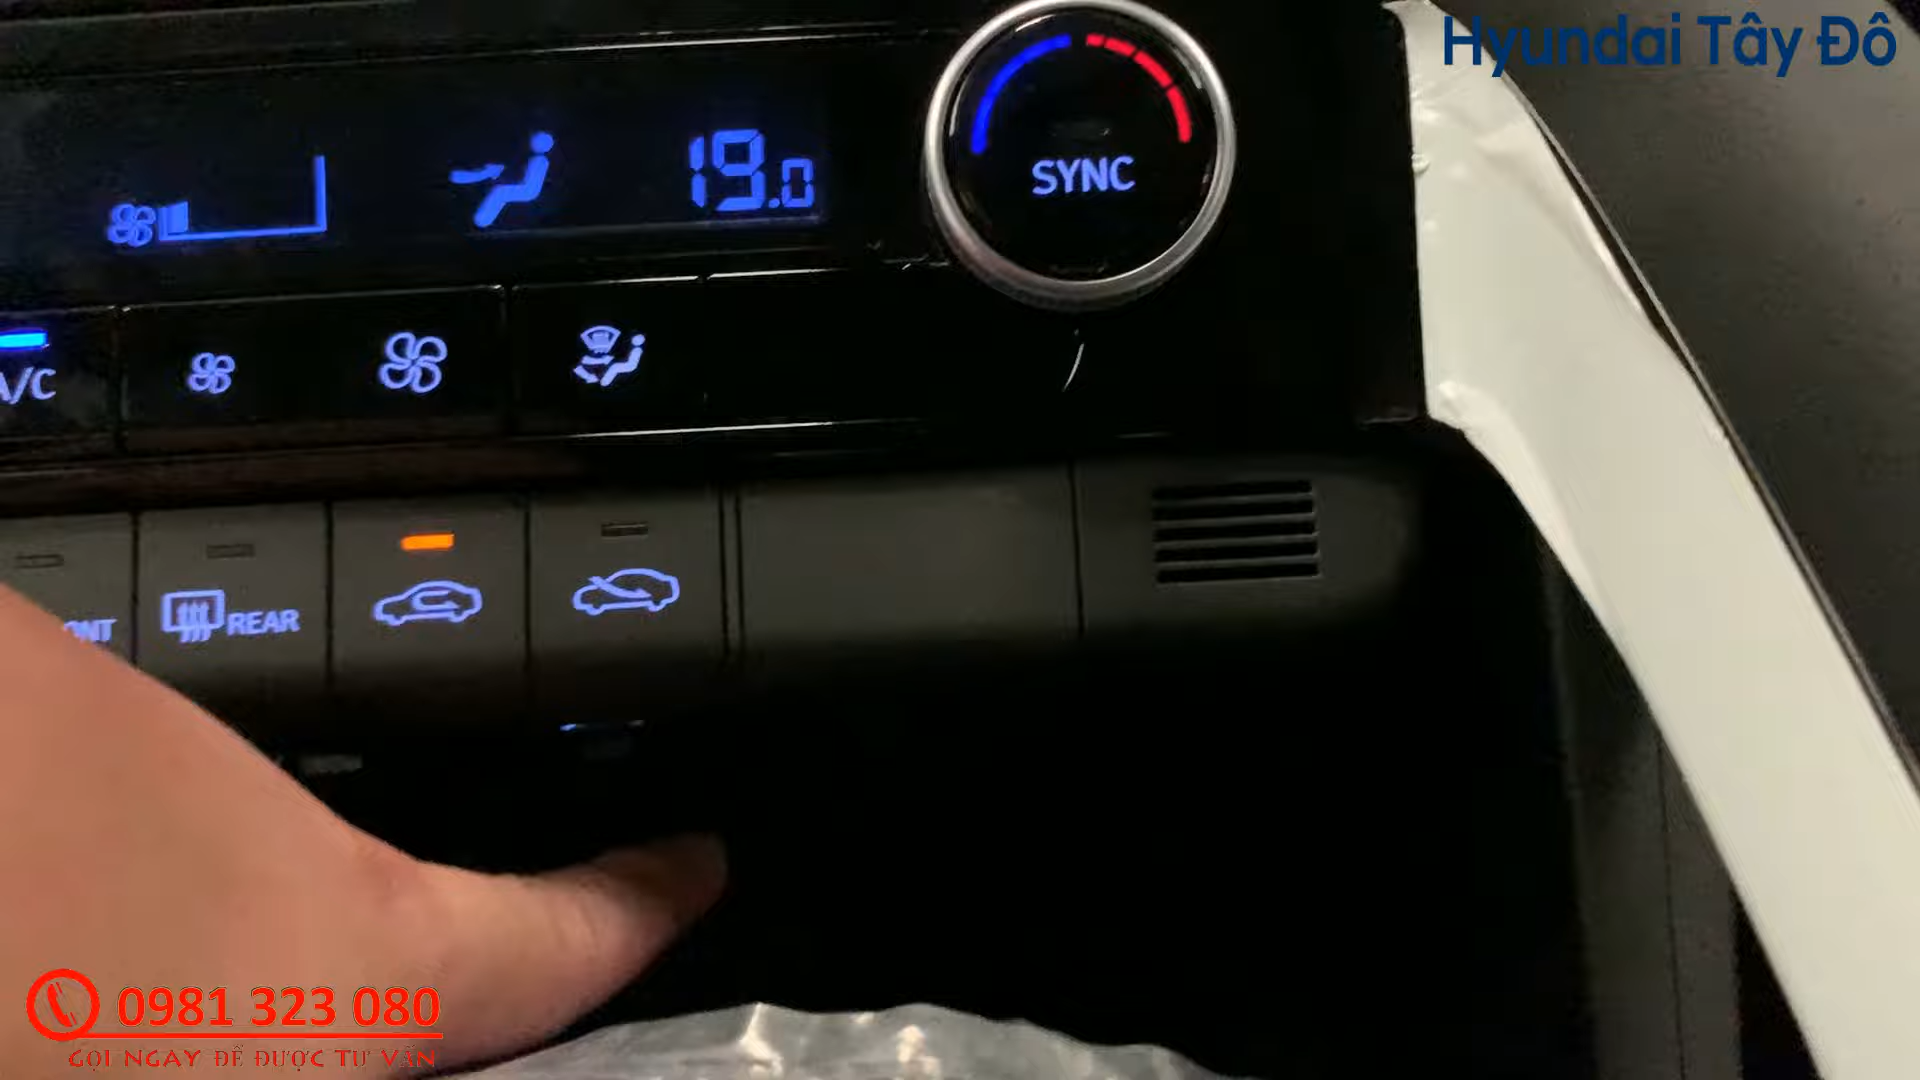 Hyundai Tây Đô
19.0
SYNC
A/C
REAR
0981 323 080
GỌI NGAY ĐỂ ĐƯỢC TƯ VẤN